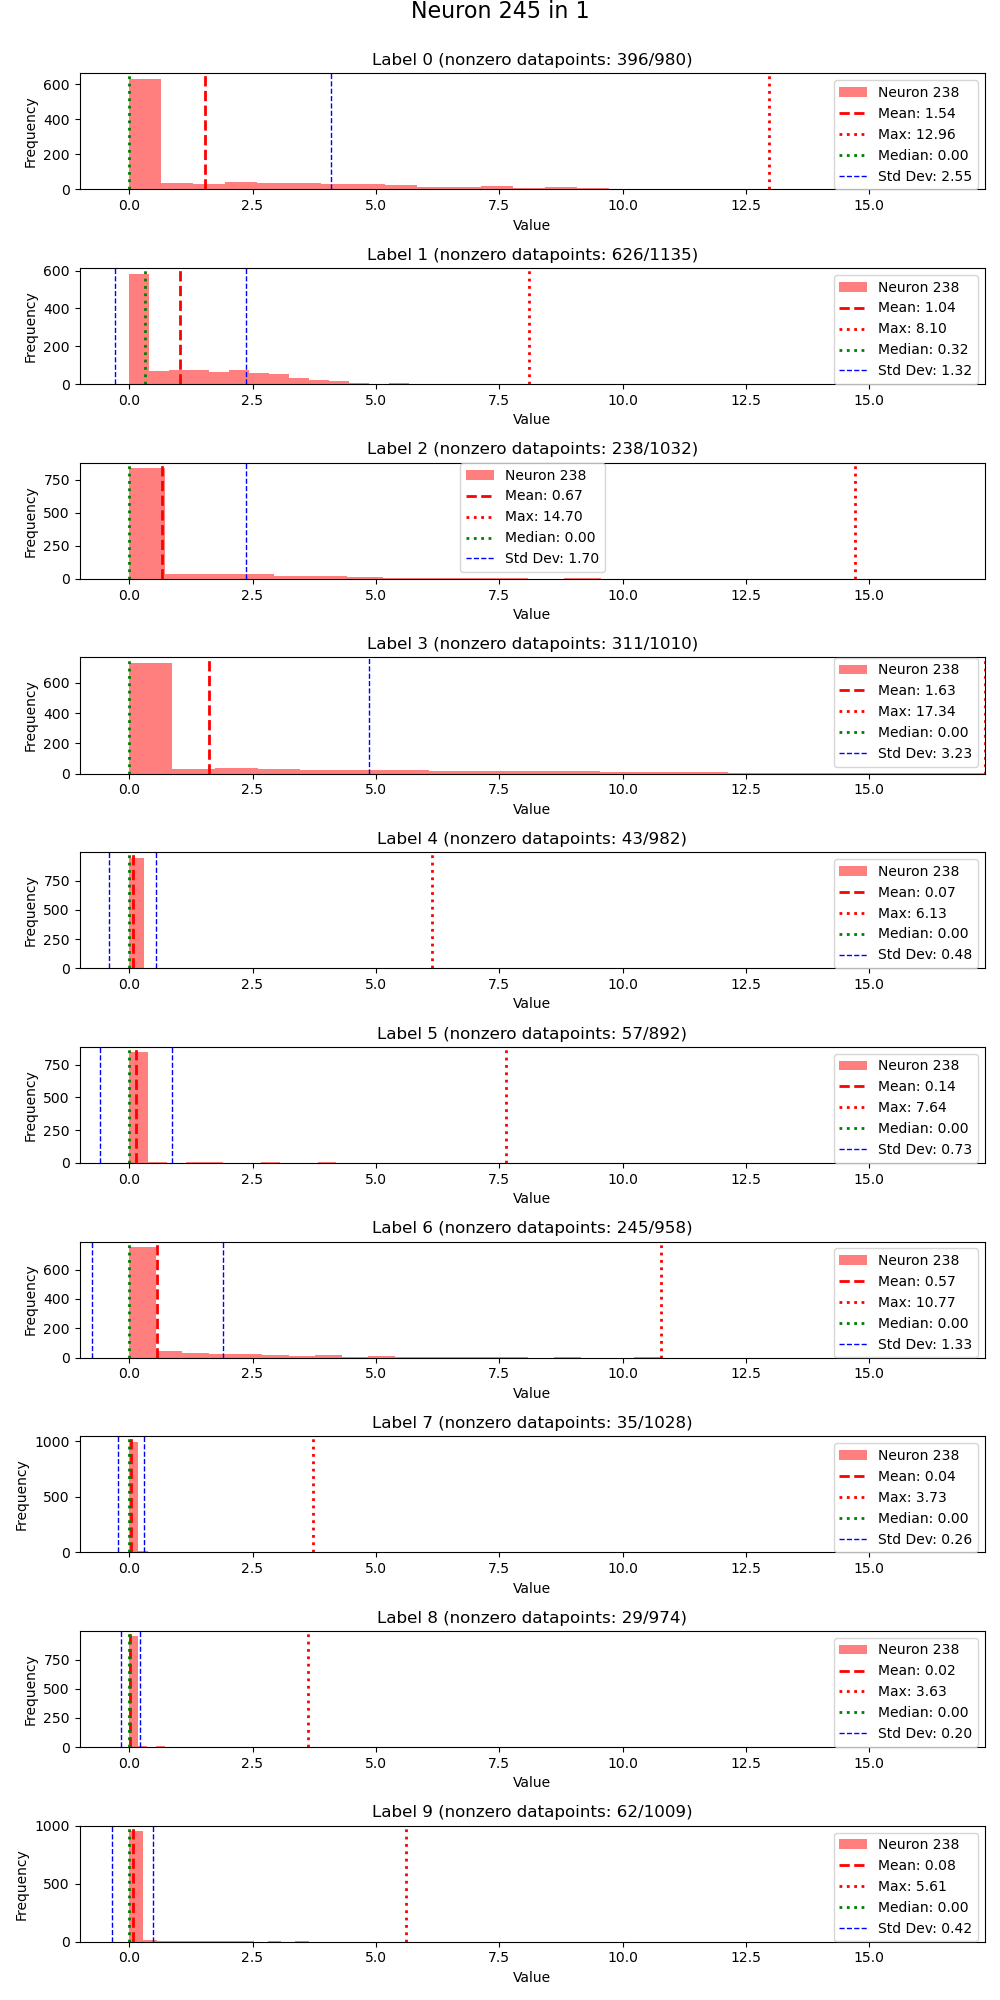 Neuron 245 in 1
Label 0 (nonzero datapoints: 396/980)
Frequency
600
400
200
0
Neuron 238
Mean: 1.54
Max: 12.96
Median: 0.00
Std Dev: 2.55
0.0 2.5 5.0 7.5 10.0 12.5 15.0
Value
Label 1 (nonzero datapoints: 626/1135)
Frequency
600
400
200
0
Neuron 238
Mean: 1.04
Max: 8.10
Median: 0.32
Std Dev: 1.32
0.0 2.5 5.0 7.5 10.0 12.5 15.0
Value
Label 2 (nonzero datapoints: 238/1032)
Frequency
750
500
250
0
Neuron 238
Mean: 0.67
Max: 14.70
Median: 0.00
Std Dev: 1.70
0.0 2.5 5.0 7.5 10.0 12.5 15.0
Value
Label 3 (nonzero datapoints: 311/1010)
Frequency
600
400
200
0
Neuron 238
Mean: 1.63
Max: 17.34
Median: 0.00
Std Dev: 3.23
0.0 2.5 5.0 7.5 10.0 12.5 15.0
Value
Label 4 (nonzero datapoints: 43/982)
Frequency
750
500
250
0
Neuron 238
Mean: 0.07
Max: 6.13
Median: 0.00
Std Dev: 0.48
0.0 2.5 5.0 7.5 10.0 12.5 15.0
Value
Label 5 (nonzero datapoints: 57/892)
Frequency
750
500
250
0
Neuron 238
Mean: 0.14
Max: 7.64
Median: 0.00
Std Dev: 0.73
0.0 2.5 5.0 7.5 10.0 12.5 15.0
Value
Label 6 (nonzero datapoints: 245/958)
Frequency
600
400
200
0
Neuron 238
Mean: 0.57
Max: 10.77
Median: 0.00
Std Dev: 1.33
0.0 2.5 5.0 7.5 10.0 12.5 15.0
Value
Label 7 (nonzero datapoints: 35/1028)
Frequency
1000
500
0
Neuron 238
Mean: 0.04
Max: 3.73
Median: 0.00
Std Dev: 0.26
0.0 2.5 5.0 7.5 10.0 12.5 15.0
Value
Label 8 (nonzero datapoints: 29/974)
Frequency
750
500
250
0
Neuron 238
Mean: 0.02
Max: 3.63
Median: 0.00
Std Dev: 0.20
0.0 2.5 5.0 7.5 10.0 12.5 15.0
Value
Label 9 (nonzero datapoints: 62/1009)
Frequency
1000
500
0
Neuron 238
Mean: 0.08
Max: 5.61
Median: 0.00
Std Dev: 0.42
0.0 2.5 5.0 7.5 10.0 12.5 15.0
Value